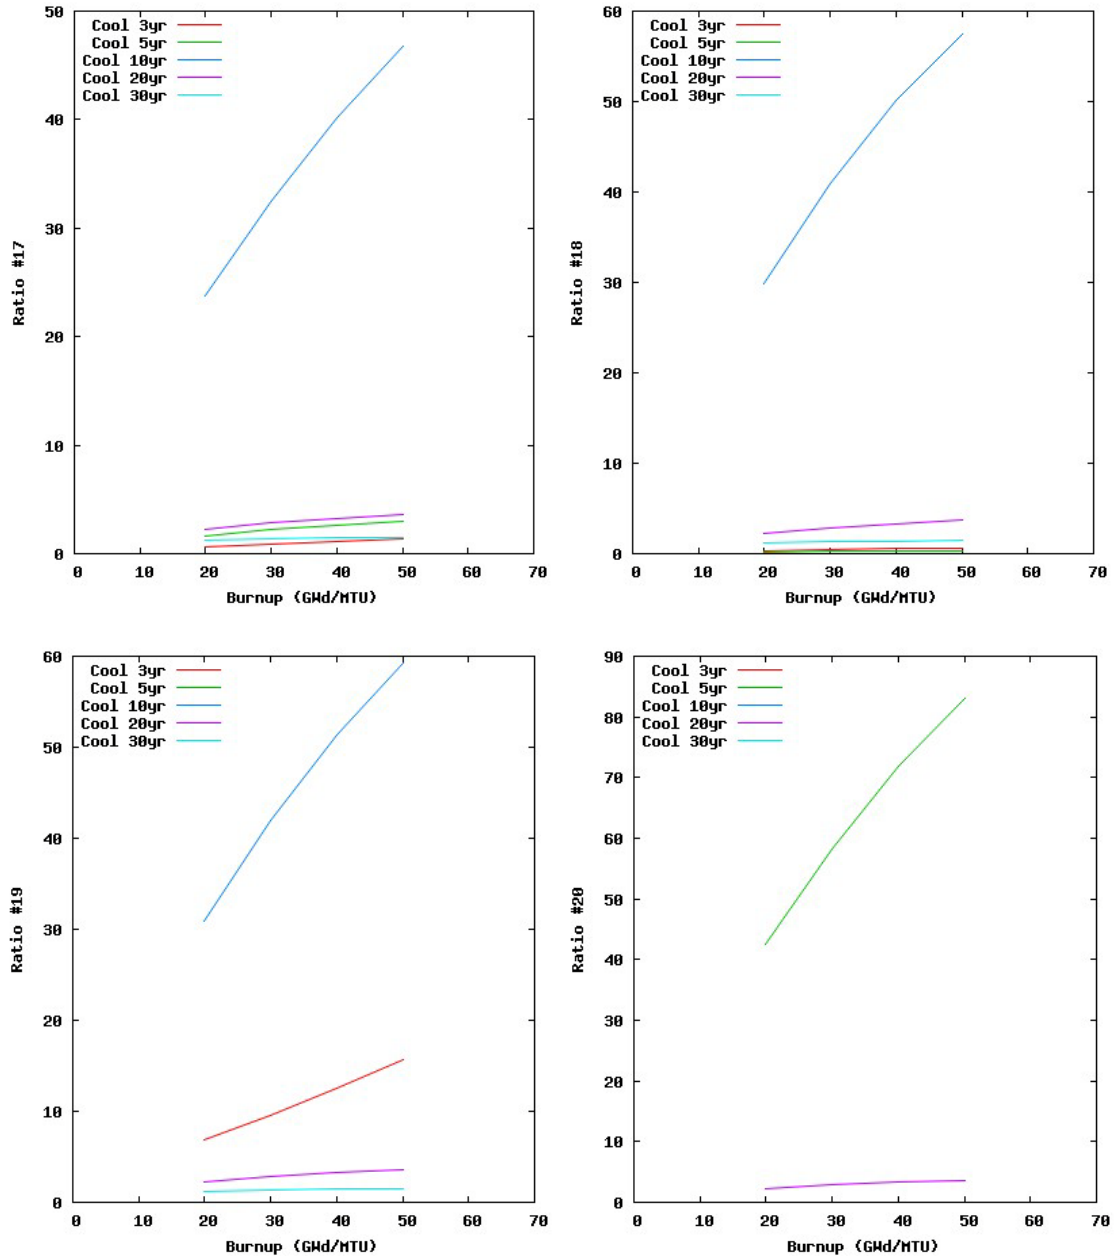 Cool 3yr
Cool 5yr
Cool 10yr
Cool 20yr
Cool 30yr
50
40
30
20
10
0
Ratio #17
0 10 20 30 40 50 60 70
Burnup (GWd/MTU)
Cool 3yr
Cool 5yr
Cool 10yr
Cool 20yr
Cool 30yr
60
50
40
30
20
10
0
Ratio #18
0 10 20 30 40 50 60 70
Burnup (GWd/MTU)
Cool 3yr
Cool 5yr
Cool 10yr
Cool 20yr
Cool 30yr
60
50
40
30
20
10
0
Ratio #19
0 10 20 30 40 50 60 70
Burnup (GWd/MTU)
Cool 3yr
Cool 5yr
Cool 10yr
Cool 20yr
Cool 30yr
90
80
70
60
50
40
30
20
10
0
Ratio #20
0 10 20 30 40 50 60 70
Burnup (GWd/MTU)